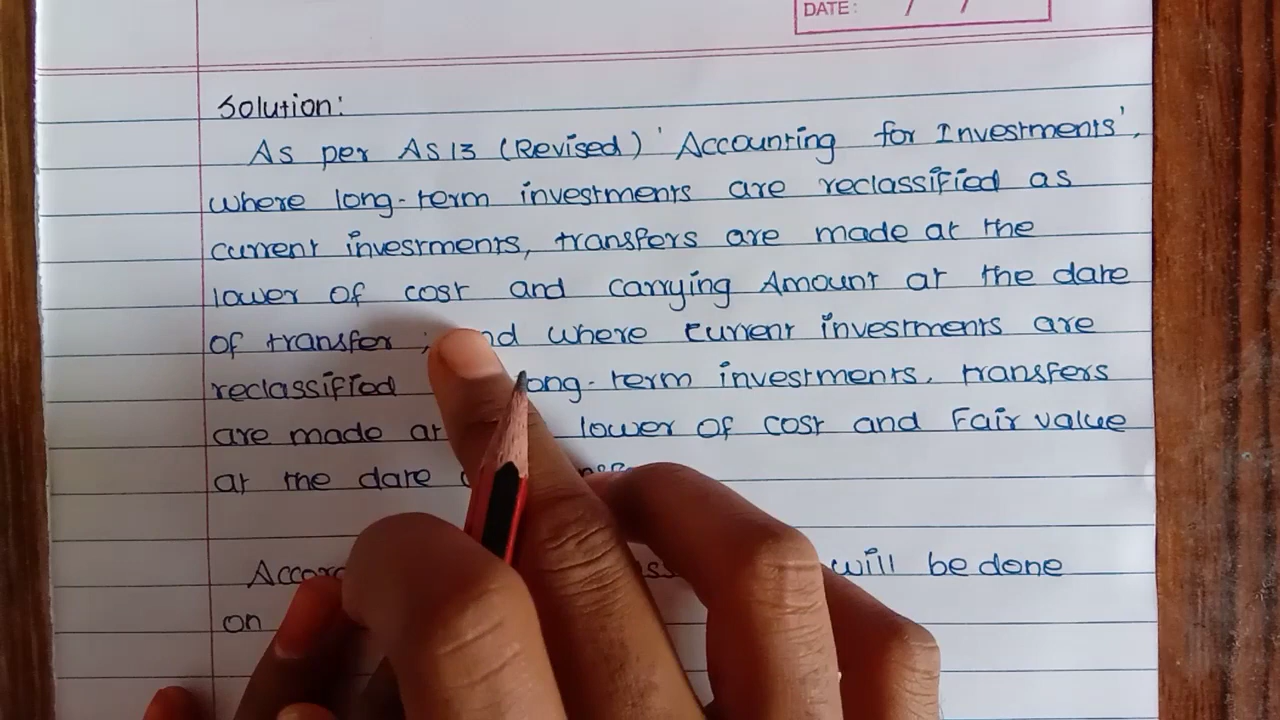 DATE: / /
Solution:
As per AS 13 (Revised) 'Accounting for Investments',
where long-term investments are reclassified as
current investments, transfers are made at the
lower of cost and carrying Amount at the date
of transfer ; and where current investments are
reclassified long-term investments, transfers
are made at lower of cost and Fair value
at the date
will be done
on